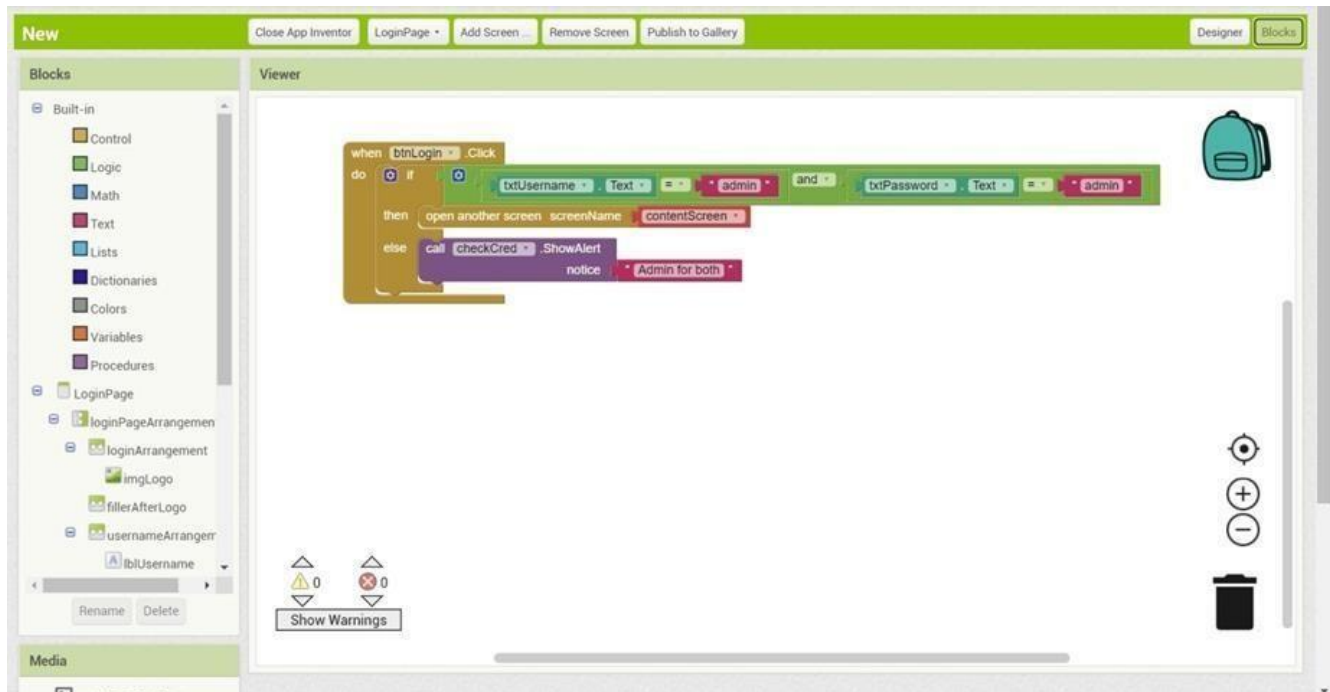 New
Close App Inventor
LoginPage
Add Screen ...
Remove Screen
Publish to Gallery
Designer
Blocks
Blocks
Viewer
Built-in
Control
Logic
Math
Text
Lists
Dictionaries
Colors
Variables
Procedures
LoginPage
loginPageArrangemen
loginArrangement
imgLogo
fillerAfterLogo
usernameArrangem
lblUsername
Rename Delete
Media
when btnLogin .Click
do if txtUsername . Text = " admin " and txtPassword . Text = " admin "
then open another screen screenName contentScreen
else call checkCred .ShowAlert
notice " Admin for both "
0 0
Show Warnings